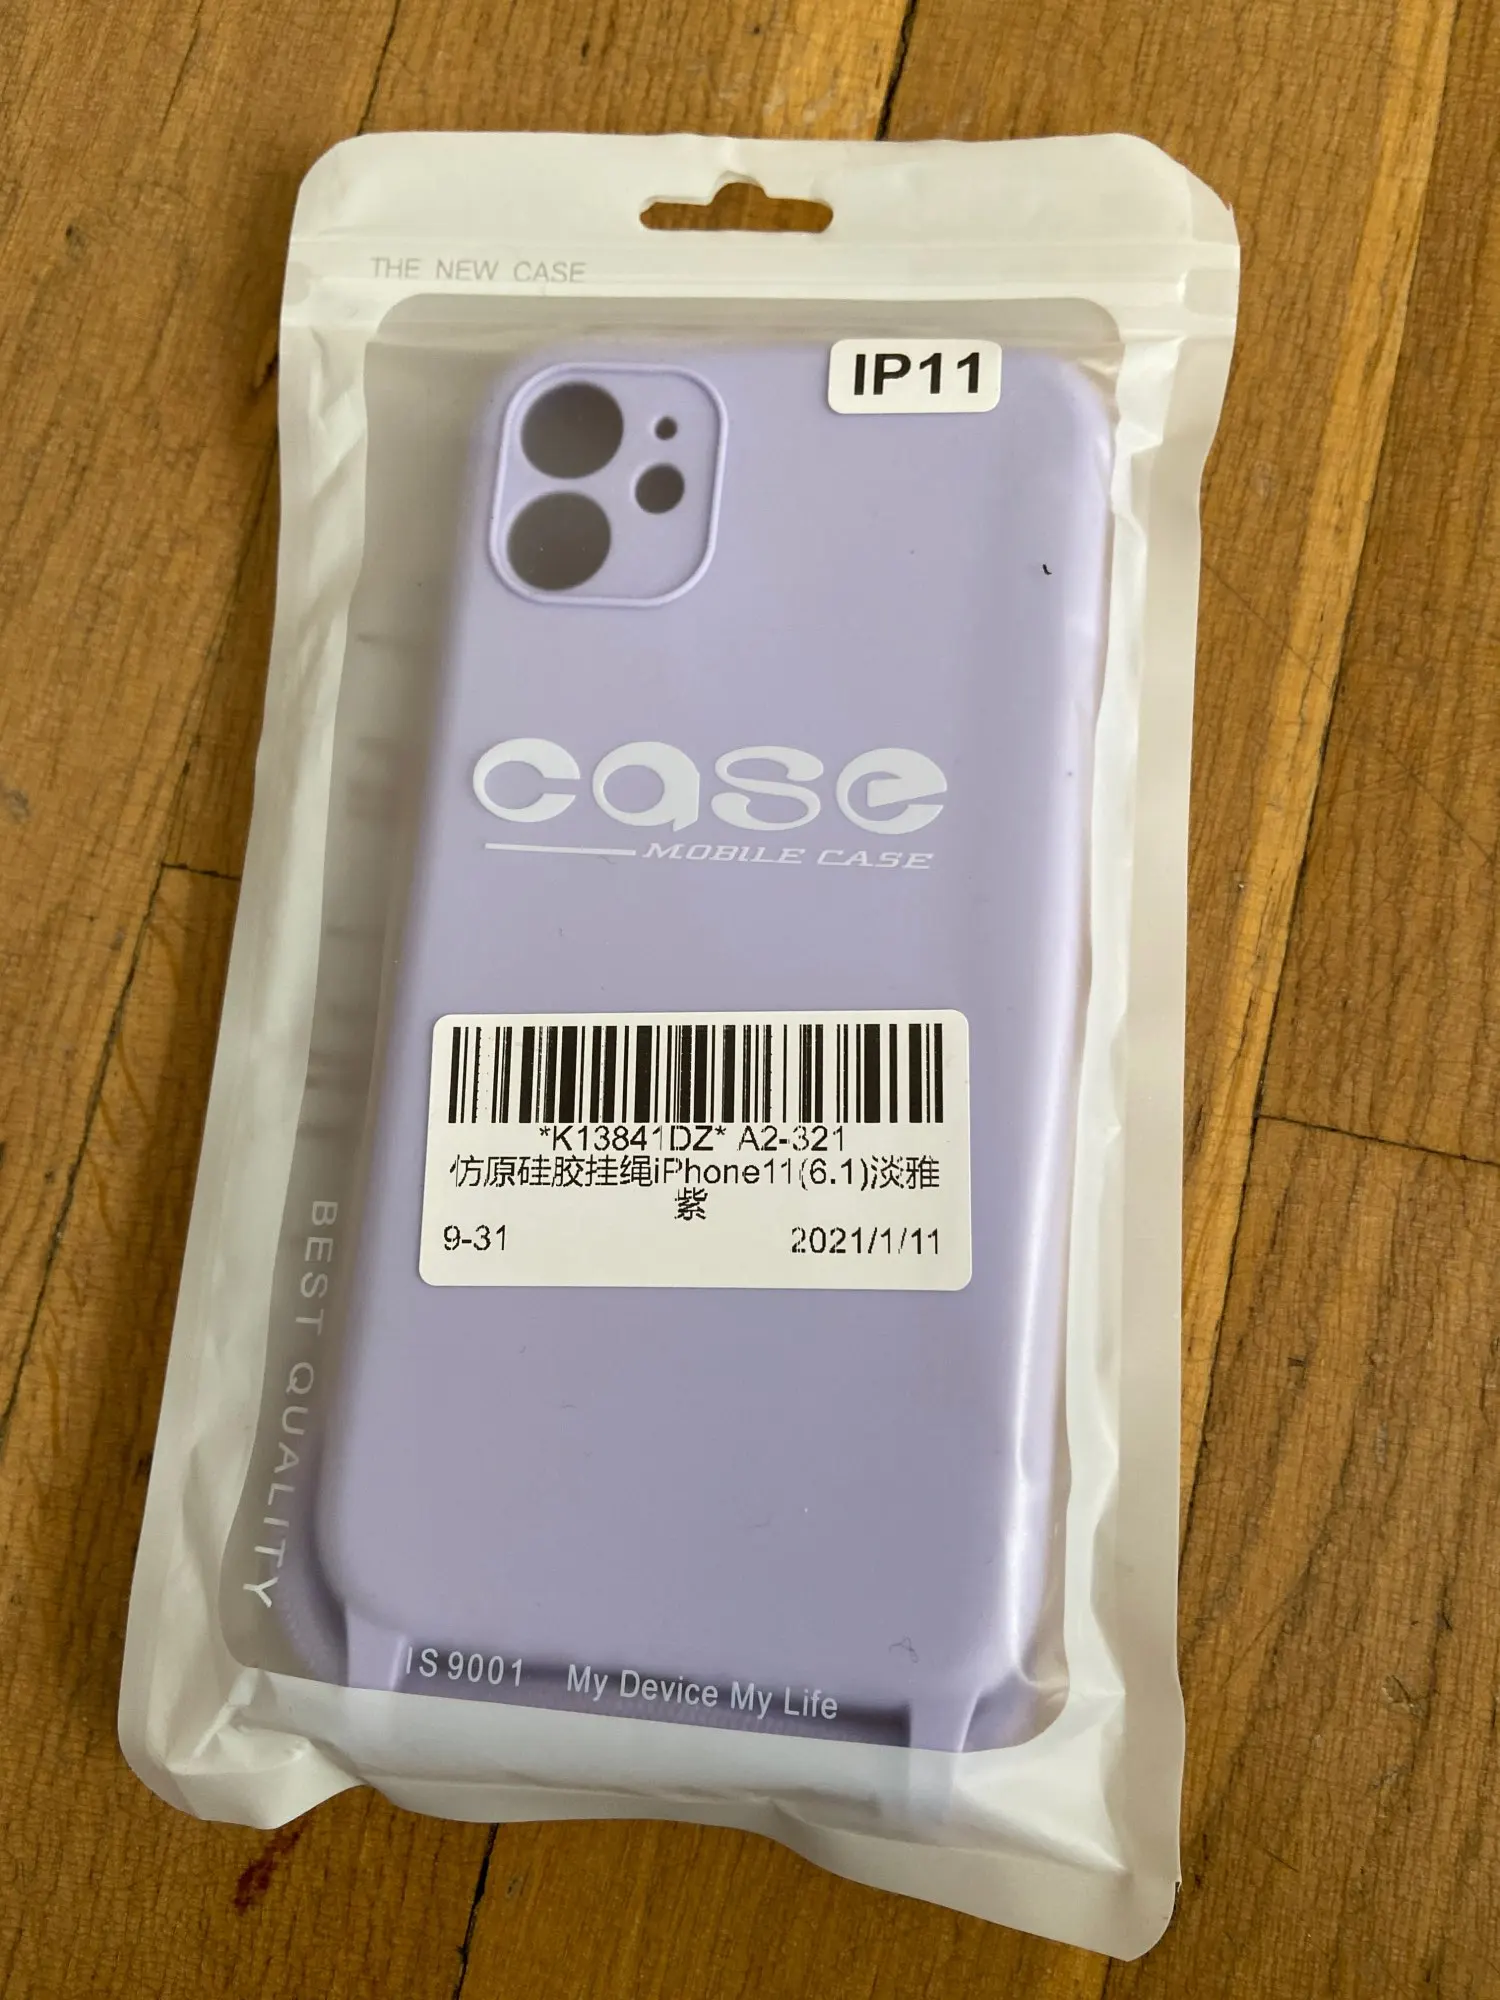 THE NEW CASE
IP11
case
MOBILE CASE
*K13841DZ* A2-321
仿原硅胶挂绳iPhone11(6.1)淡雅
紫
9-31 2021/1/11
BEST QUALITY
IS 9001 My Device My Life